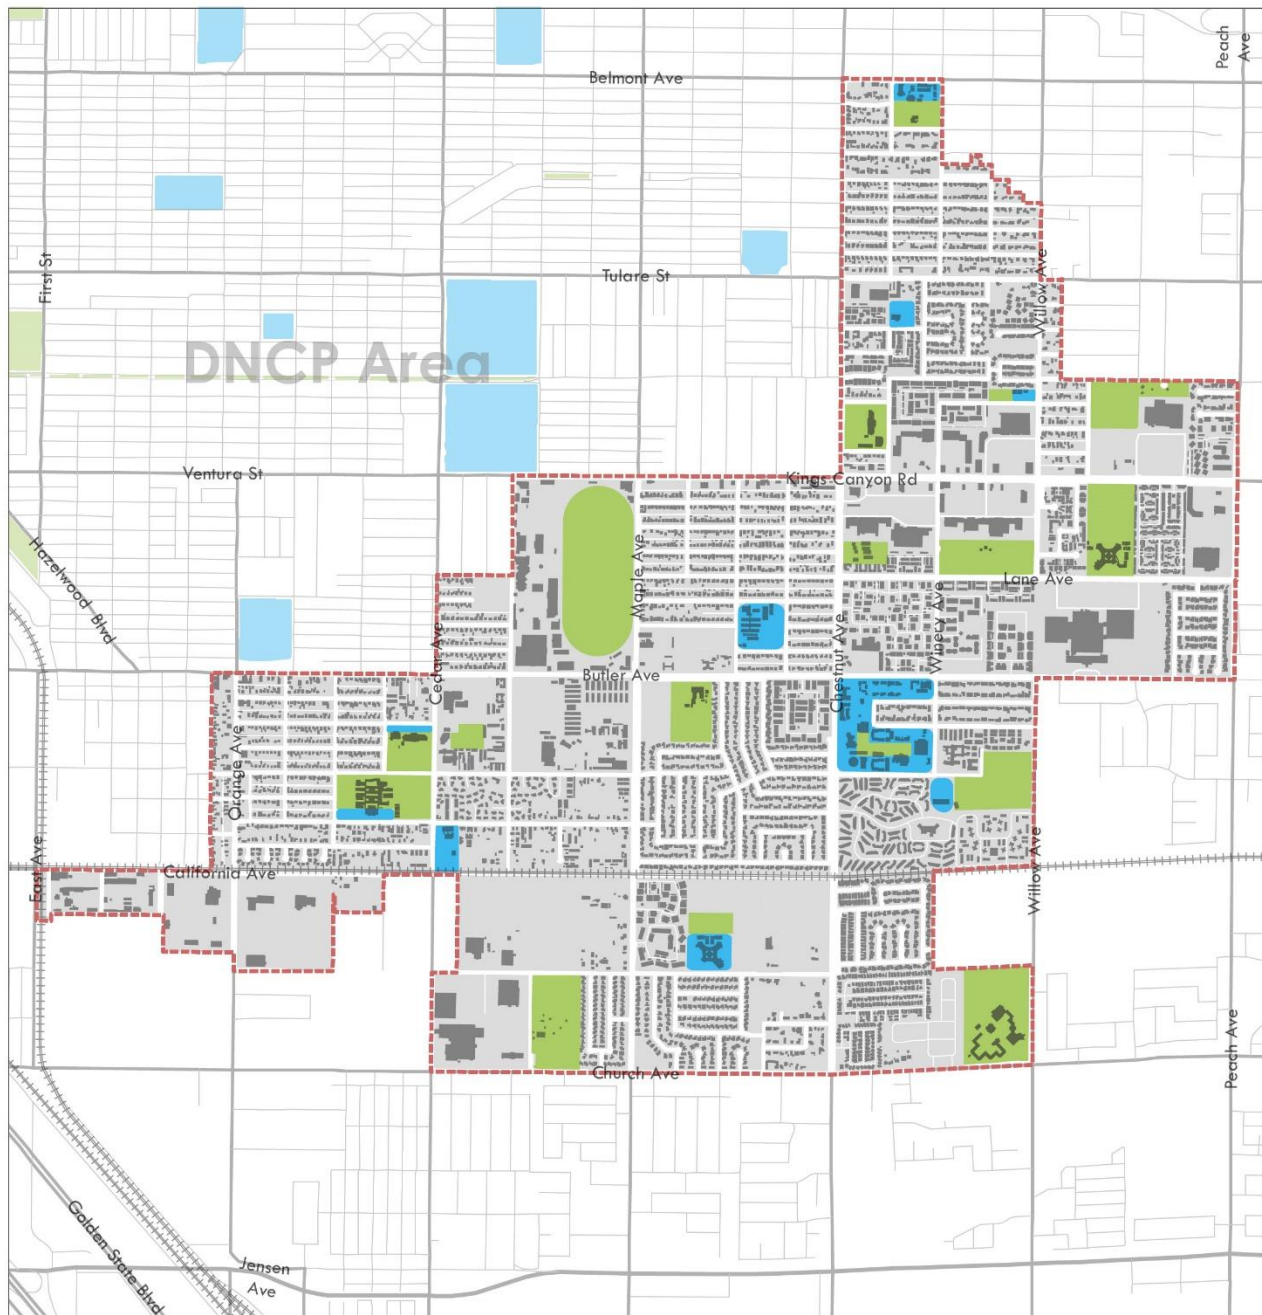 Peach
Ave
Belmont Ave
First St
Tulare St
Willow Ave
DNCP Area
Ventura St
Kings Canyon Rd
Hazelwood Blvd
Maple Ave
Lane Ave
Cedar Ave
Winery Ave
Chestnut Ave
Butler Ave
Orange Ave
East Ave
California Ave
Willow Ave
Church Ave
Peach Ave
Golden State Blvd
Jensen
Ave